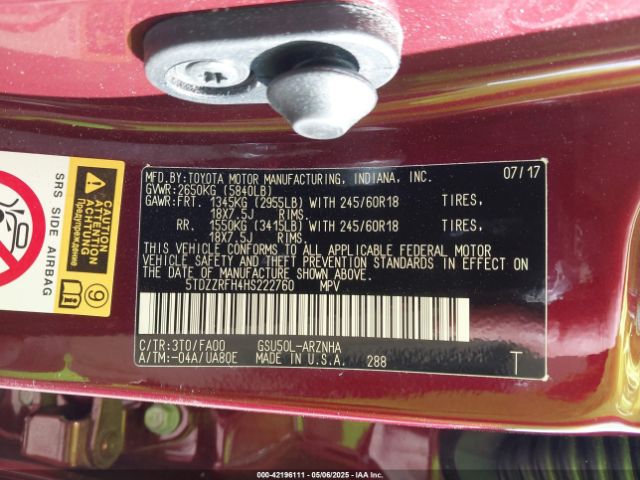 MFD.BY:TOYOTA MOTOR MANUFACTURING, INDIANA, INC. 07/17
GVWR:2650KG (5840LB)
GAWR:FRT. 1345KG (2955LB) WITH 245/60R18 TIRES,
18X7.5J RIMS.
RR. 1550KG (3415LB) WITH 245/60R18 TIRES,
18X7.5J RIMS.
THIS VEHICLE CONFORMS TO ALL APPLICABLE FEDERAL MOTOR
VEHICLE SAFETY AND THEFT PREVENTION STANDARDS IN EFFECT
ON THE DATE OF MANUFACTURE SHOWN ABOVE.
5TDZZRFH4HS222760 MPV
C/TR:3T0/FA00 GSU50L-ARZNHA
A/TM:-04A/UA80E MADE IN U.S.A. 288 T
SRS SIDE AIRBAG
ATTENTION
ACHTUNG
Предупреждение
9
000-42196111 - 05/06/2025 - IAAI.COM